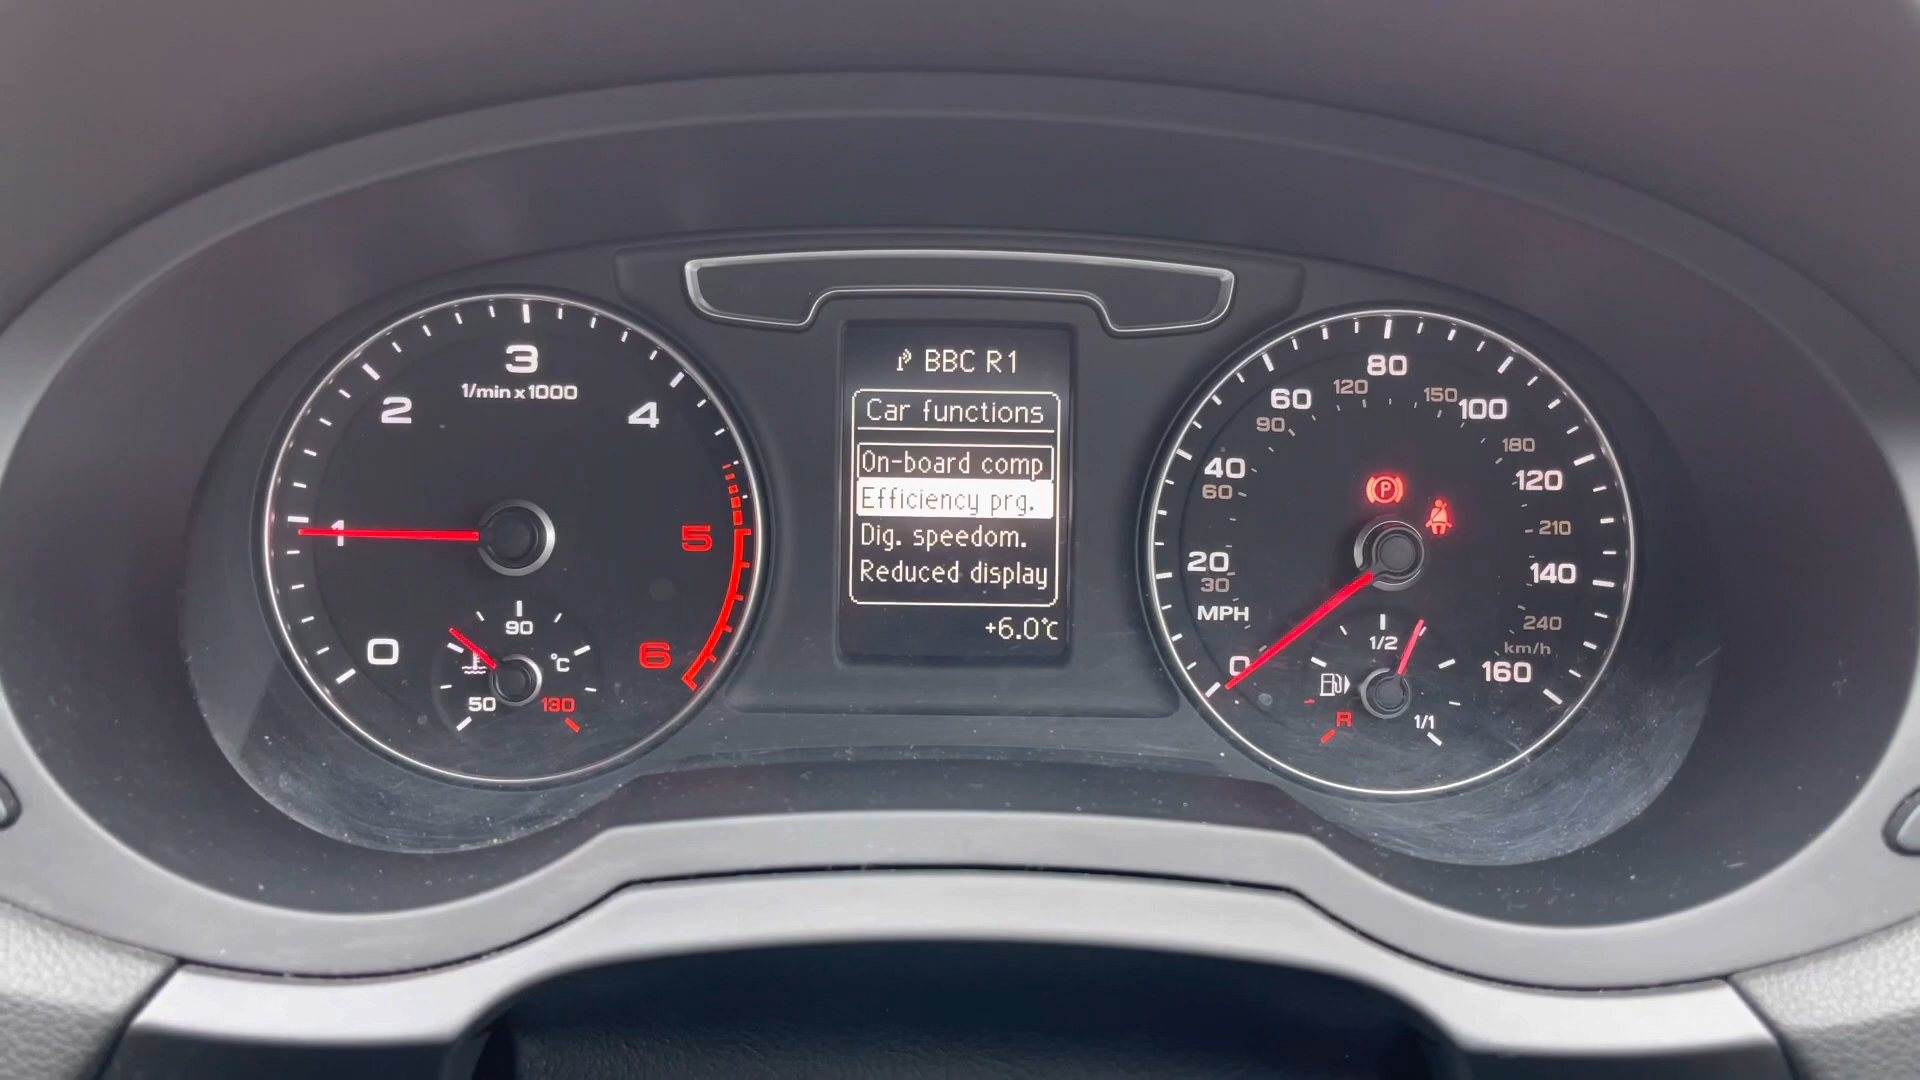 3
1/min x 1000
2
4
1
5
0
6
90
°C
50
130
BBC R1
Car functions
On-board comp
Efficiency prg.
Dig. speedom.
Reduced display
+6.0°C
80
120
150
60
100
90
180
40
120
60
P
210
20
140
30
MPH
240
1/2
km/h
0
160
R
1/1